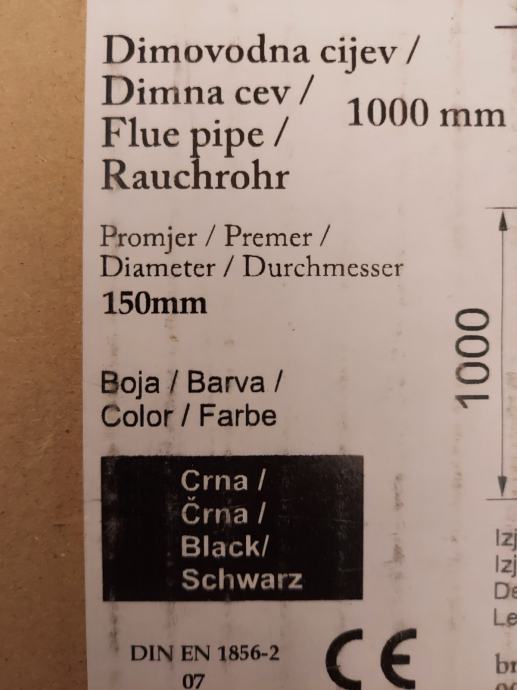 Dimovodna cijev /
Dimna cev /
Flue pipe /
Rauchrohr
1000 mm
Promjer / Premer /
Diameter / Durchmesser
150mm
1000
Boja / Barva /
Color / Farbe
Crna /
Črna /
Black/
Schwarz
DIN EN 1856-2
07
CE